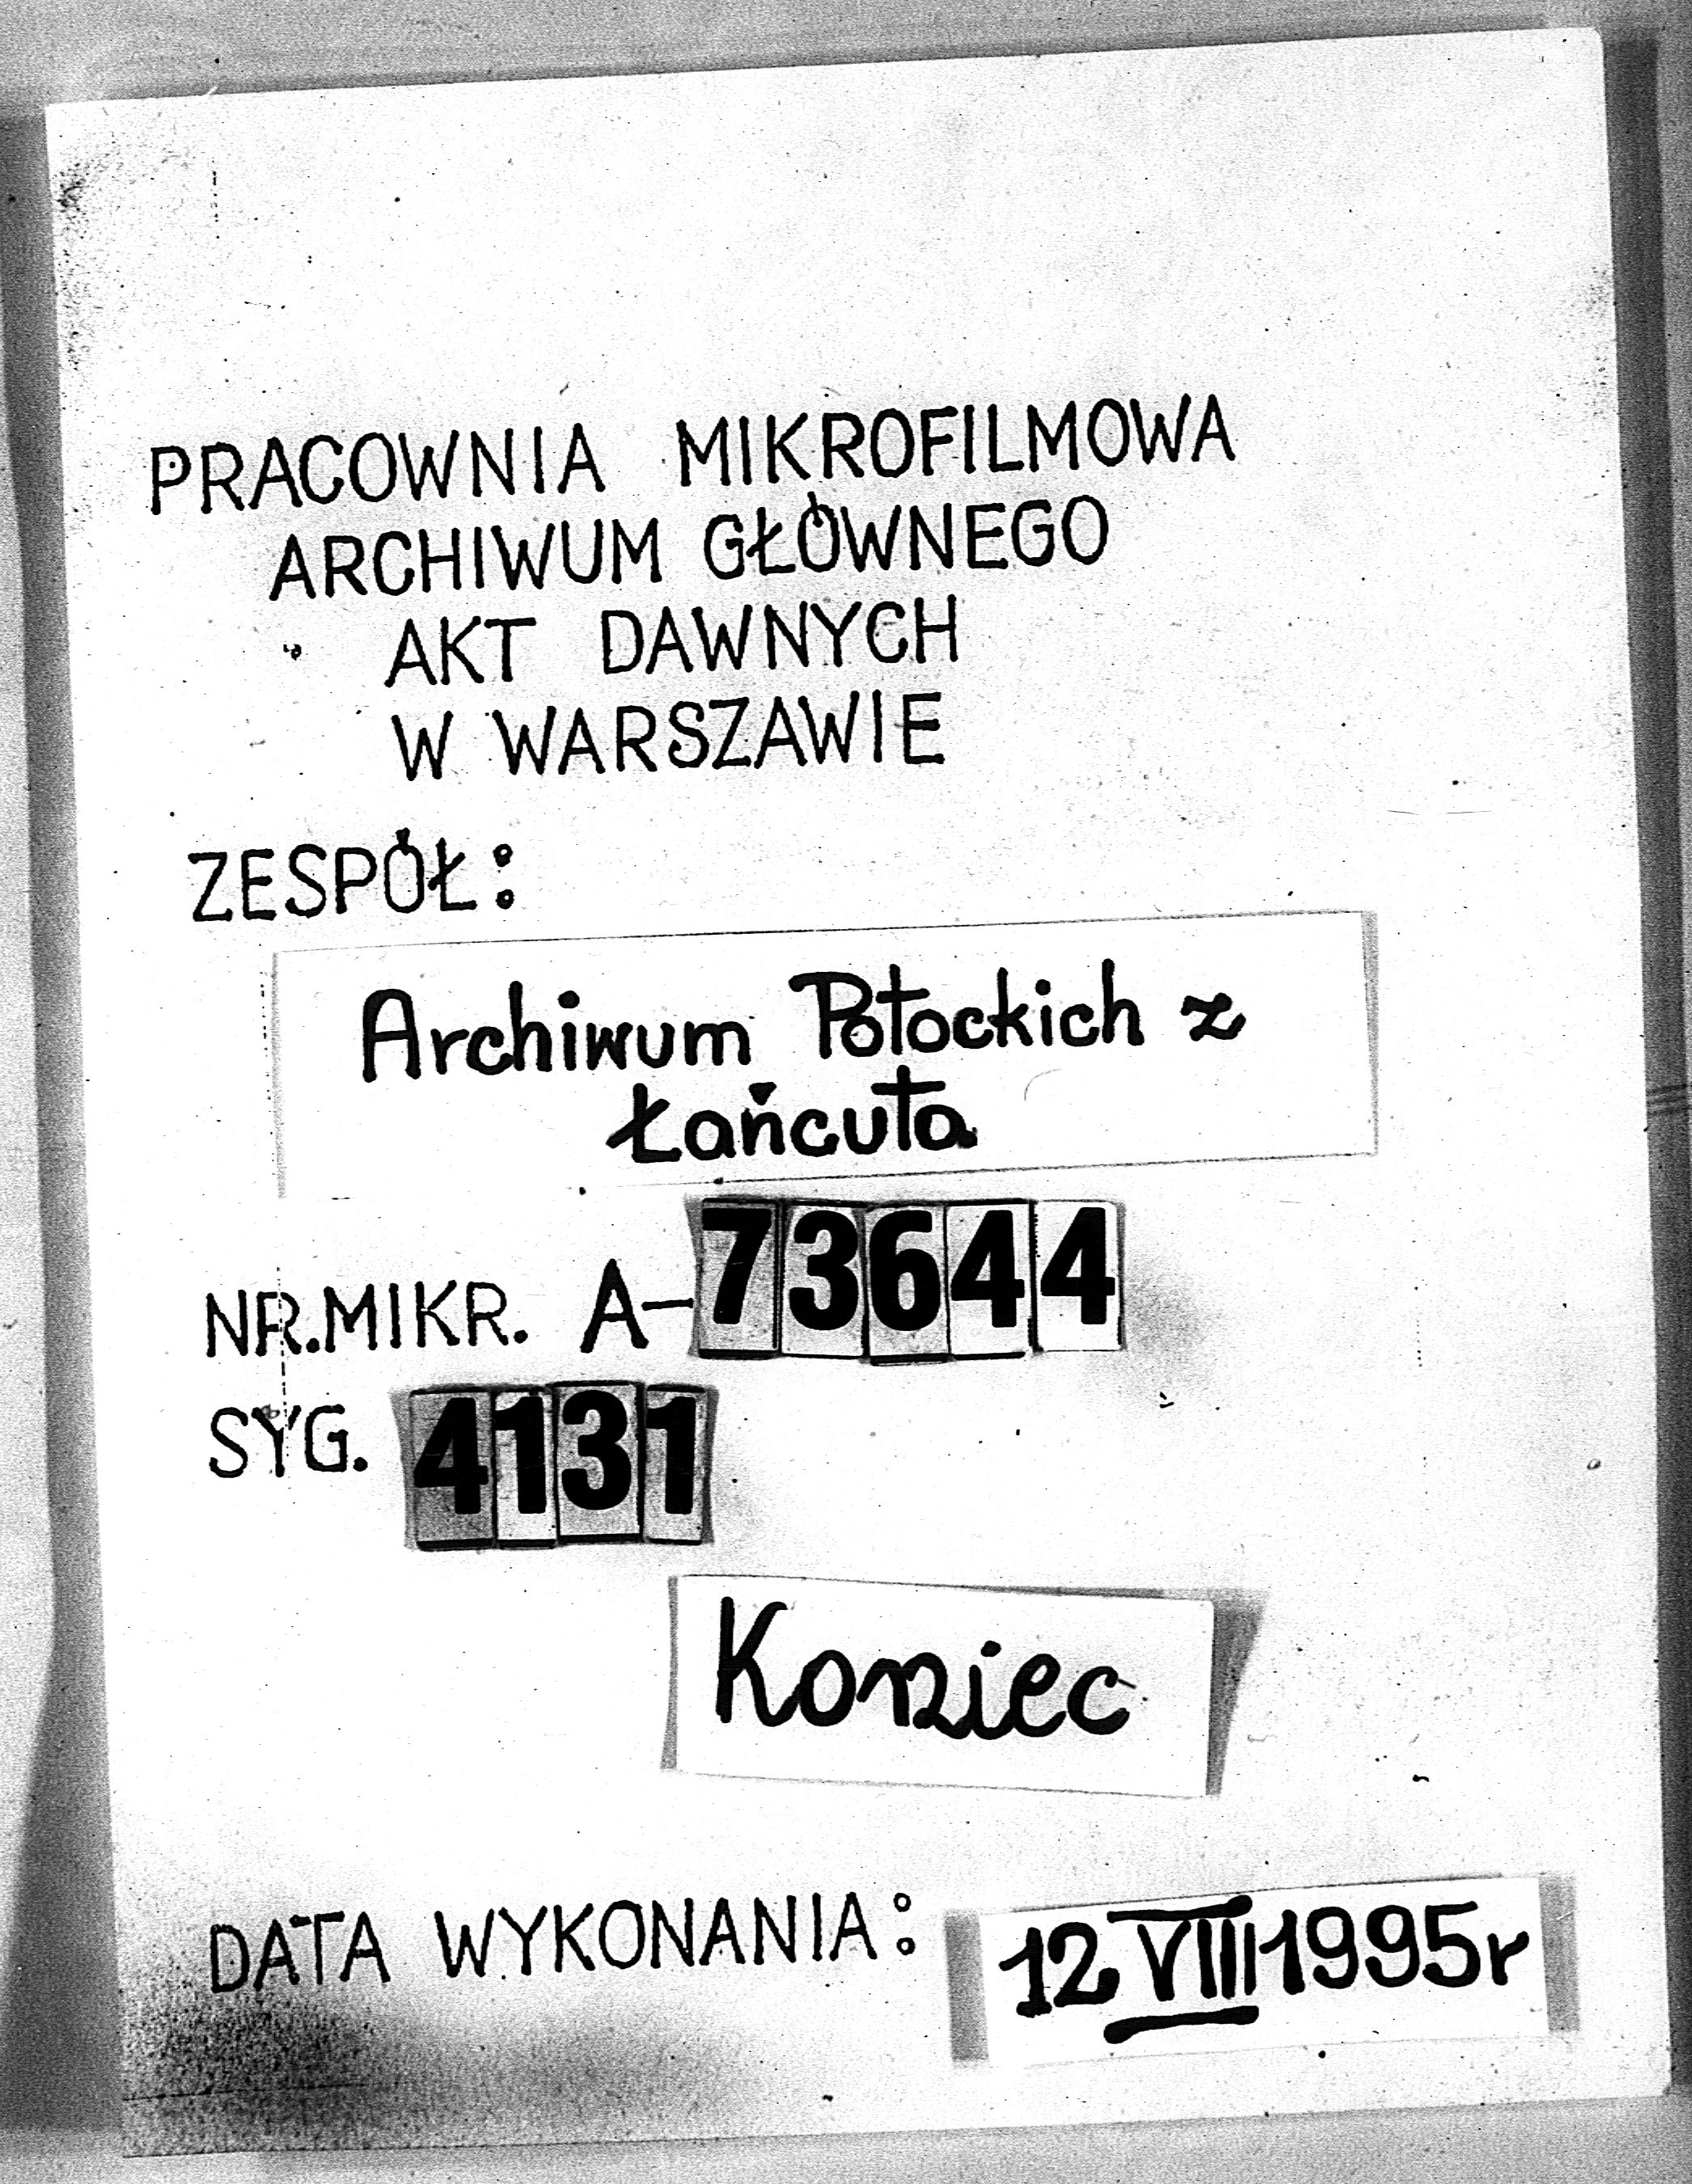 PRACOWNIA MIKROFILMOWA
ARCHIWUM GŁÓWNEGO
AKT DAWNYCH
W WARSZAWIE
ZESPÓŁ:
Archiwum Potockich z
Łańcuta
NR.MIKR. A-73644
SYG. 4131
Koniec
DATA WYKONANIA: 12 VIII 1995r